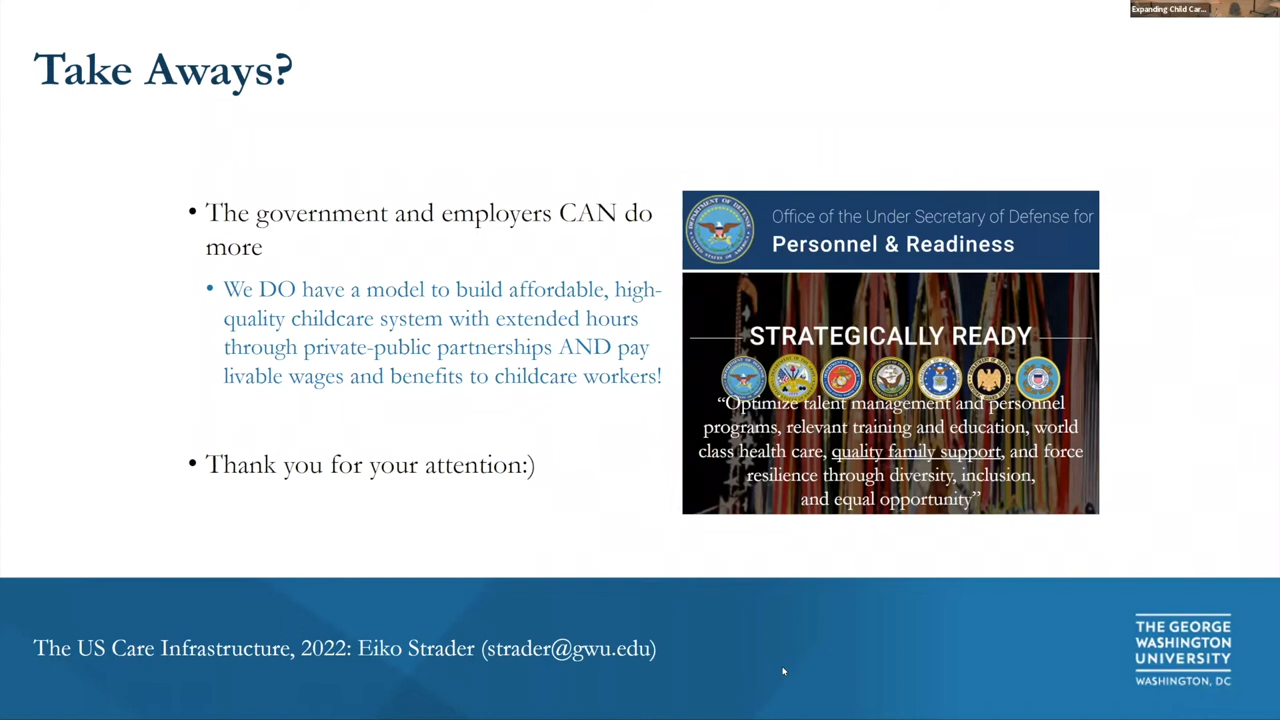 Expanding Child Car...
Take Aways?
• The government and employers CAN do
more
• We DO have a model to build affordable, high-
quality childcare system with extended hours
through private-public partnerships AND pay
livable wages and benefits to childcare workers!
• Thank you for your attention:)
Office of the Under Secretary of Defense for
Personnel & Readiness
STRATEGICALLY READY
“Optimize talent management and personnel
programs, relevant training and education, world
class health care, quality family support, and force
resilience through diversity, inclusion,
and equal opportunity”
The US Care Infrastructure, 2022: Eiko Strader (strader@gwu.edu)
THE GEORGE
WASHINGTON
UNIVERSITY
WASHINGTON, DC